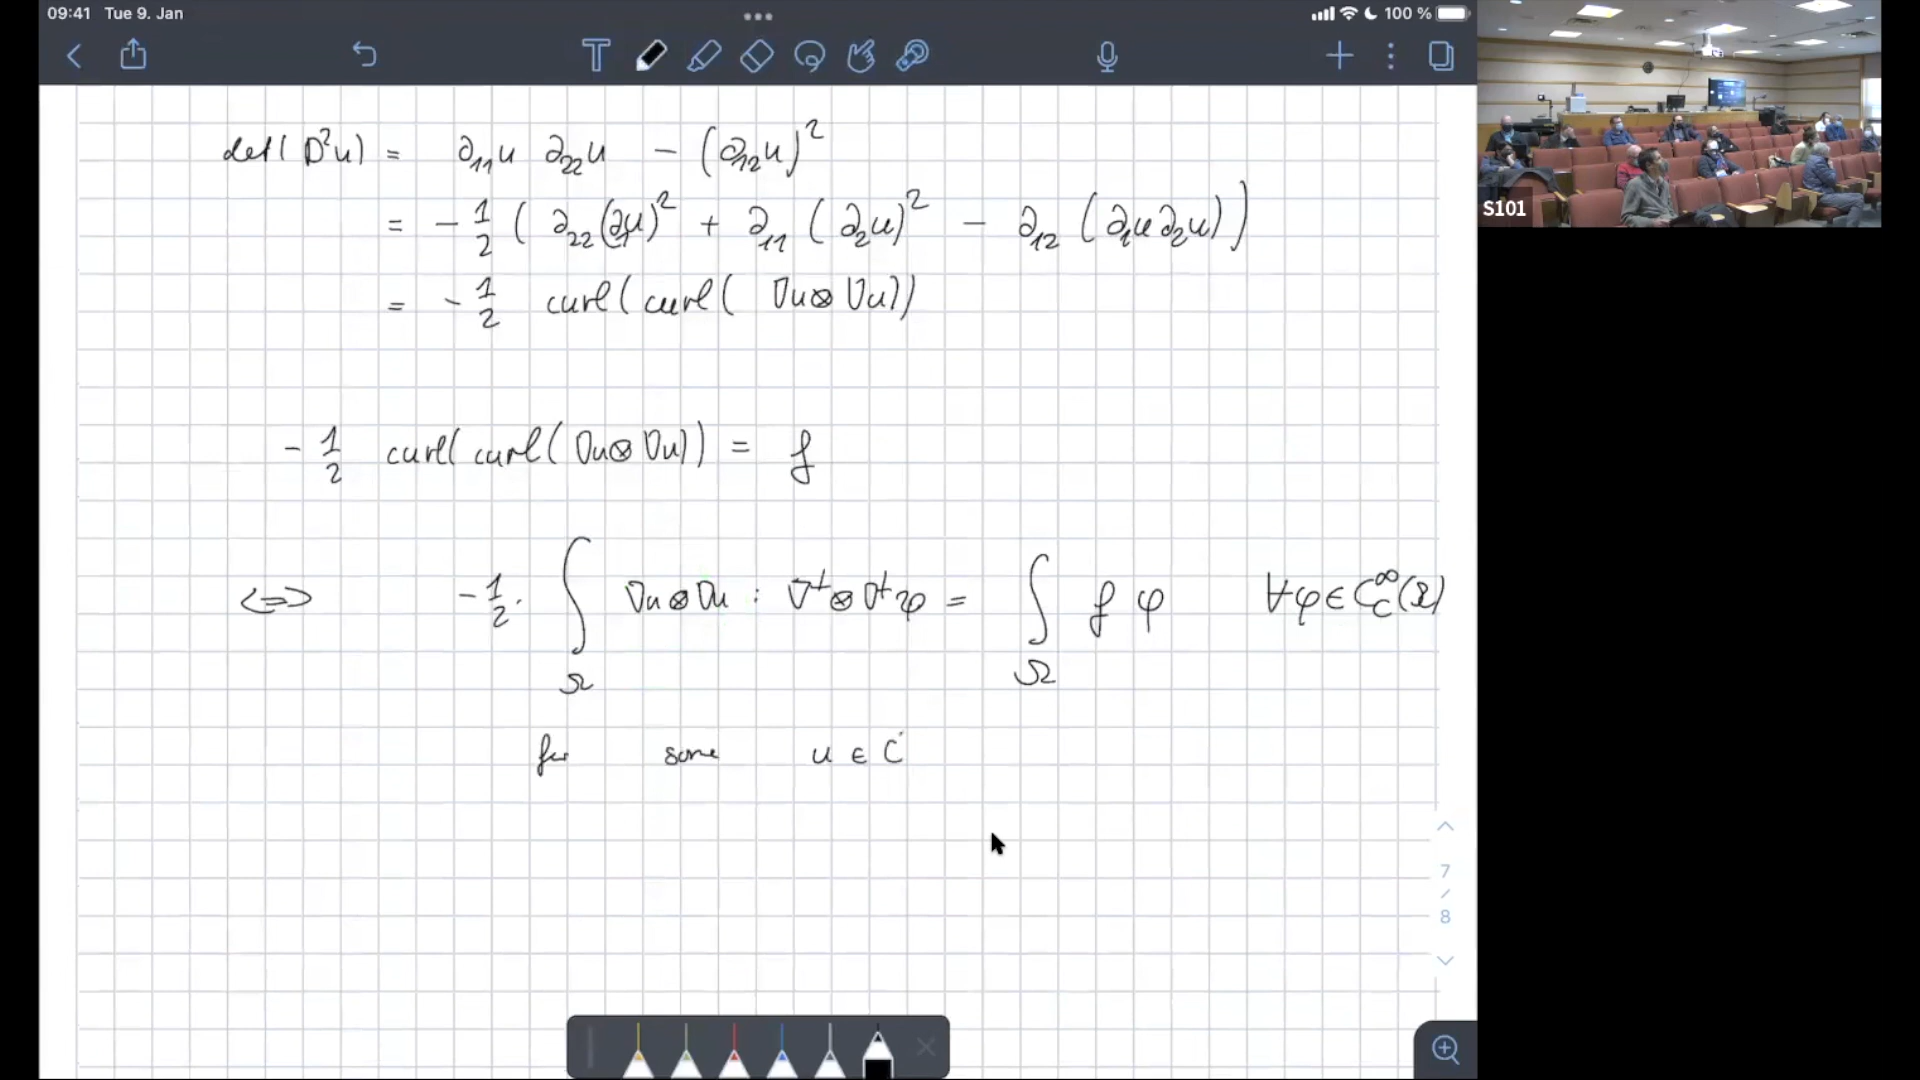 09:41 Tue 9. Jan 100 %
det(D²u) = ∂₁₁u ∂₂₂u − (∂₁₂u)²
= −1/2 ( ∂₂₂(∂₁u)² + ∂₁₁(∂₂u)² − ∂₁₂(∂₁u∂₂u))
= −1/2 curl(curl(∇u⊗∇u))
−1/2 curl(curl(∇u⊗∇u)) = f
⇔ −1/2 · ∫_Ω ∇u⊗∇u : ∇^⊥⊗∇^⊥φ = ∫_Ω f φ ∀φ∈C_c^∞(Ω)
for some u ∈ C
7
/
8
S101